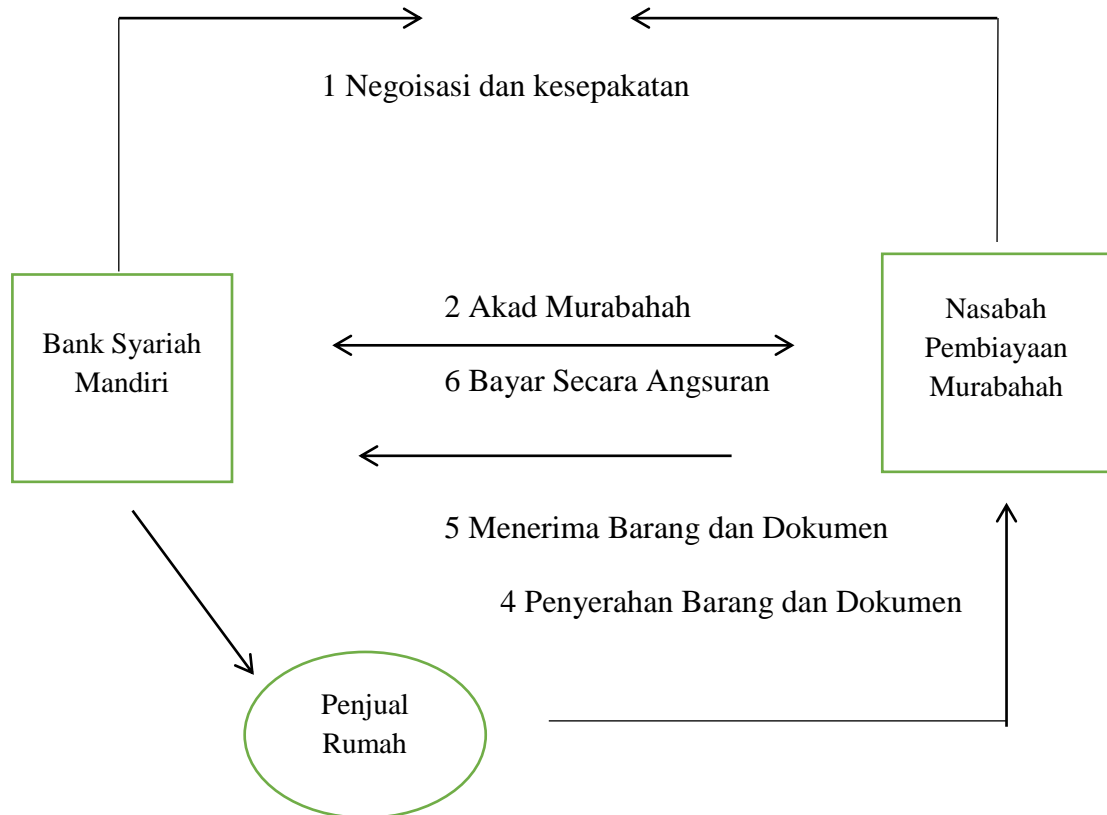 1 Negoisasi dan kesepakatan
2 Akad Murabahah
Bank Syariah
Mandiri
6 Bayar Secara Angsuran
Nasabah
Pembiayaan
Murabahah
5 Menerima Barang dan Dokumen
4 Penyerahan Barang dan Dokumen
Penjual
Rumah